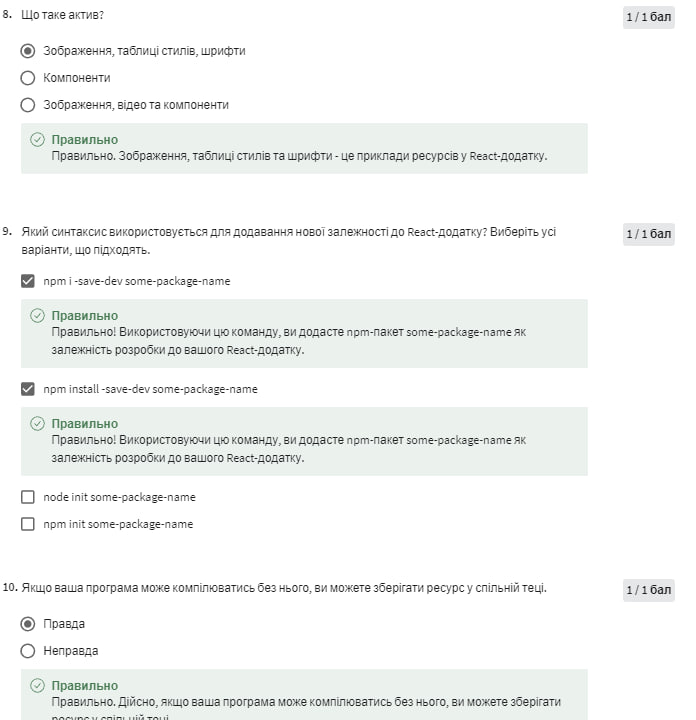 8. Що таке актив?
1 / 1 бал
Зображення, таблиці стилів, шрифти
Компоненти
Зображення, відео та компоненти
Правильно
Правильно. Зображення, таблиці стилів та шрифти - це приклади ресурсів у React-додатку.
9. Який синтаксис використовується для додавання нової залежності до React-додатку? Виберіть усі
варіанти, що підходять.
1 / 1 бал
npm i -save-dev some-package-name
Правильно
Правильно! Використовуючи цю команду, ви додасте npm-пакет some-package-name як
залежність розробки до вашого React-додатку.
npm install -save-dev some-package-name
Правильно
Правильно! Використовуючи цю команду, ви додасте npm-пакет some-package-name як
залежність розробки до вашого React-додатку.
node init some-package-name
npm init some-package-name
10. Якщо ваша програма може компілюватись без нього, ви можете зберігати ресурс у спільній теці.
1 / 1 бал
Правда
Неправда
Правильно
Правильно. Дійсно, якщо ваша програма може компілюватись без нього, ви можете зберігати
ресурс у спільній теці.